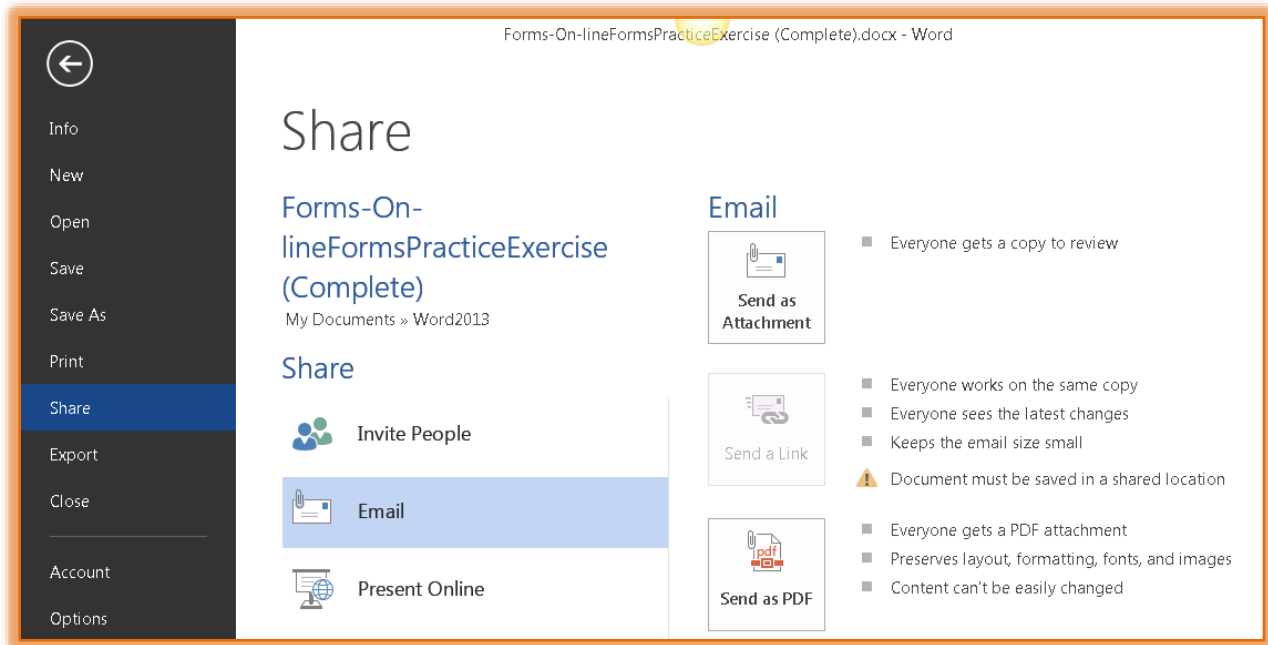 Forms-On-lineFormsPracticeExercise (Complete).docx - Word
Info
New
Open
Save
Save As
Print
Share
Export
Close
Account
Options
Share
Forms-On-
lineFormsPracticeExercise
(Complete)
My Documents » Word2013
Share
Invite People
Email
Present Online
Email
Send as
Attachment
Everyone gets a copy to review
Send a Link
Everyone works on the same copy
Everyone sees the latest changes
Keeps the email size small
Document must be saved in a shared location
pdf
Send as PDF
Everyone gets a PDF attachment
Preserves layout, formatting, fonts, and images
Content can't be easily changed